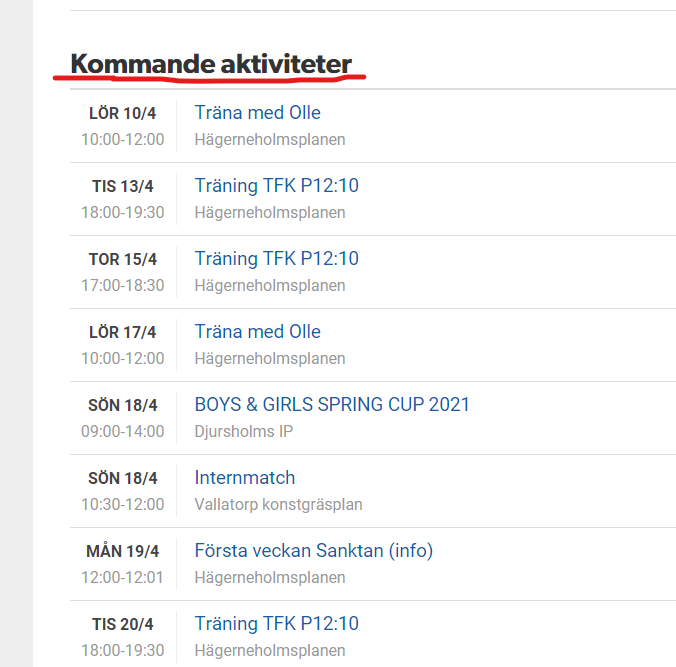 Kommande aktiviteter
LÖR 10/4 Träna med Olle
10:00-12:00 Hägerneholmsplanen
TIS 13/4 Träning TFK P12:10
18:00-19:30 Hägerneholmsplanen
TOR 15/4 Träning TFK P12:10
17:00-18:30 Hägerneholmsplanen
LÖR 17/4 Träna med Olle
10:00-12:00 Hägerneholmsplanen
SÖN 18/4 BOYS & GIRLS SPRING CUP 2021
09:00-14:00 Djursholms IP
SÖN 18/4 Internmatch
10:30-12:00 Vallatorp konstgräsplan
MÅN 19/4 Första veckan Sanktan (info)
12:00-12:01 Hägerneholmsplanen
TIS 20/4 Träning TFK P12:10
18:00-19:30 Hägerneholmsplanen